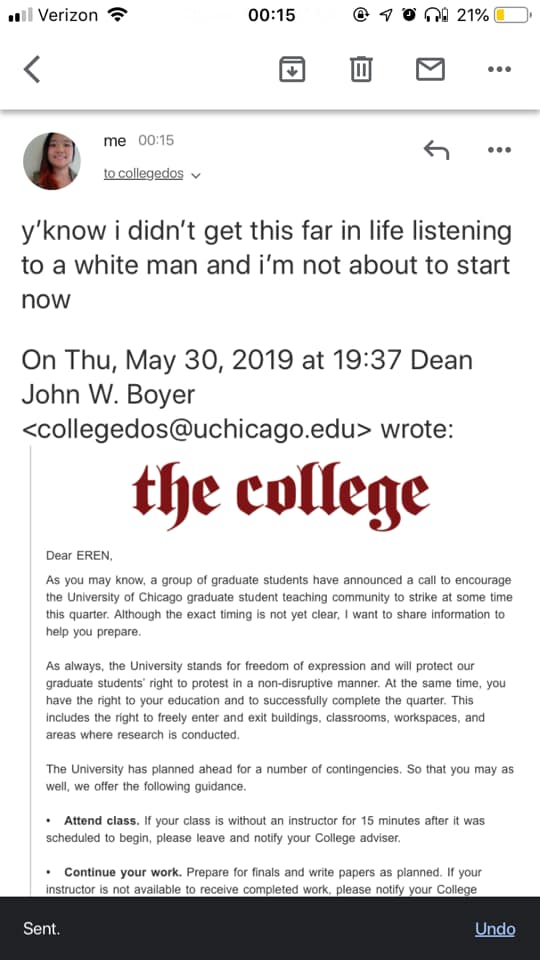 Verizon 00:15 21%
me 00:15
to collegedos
y'know i didn't get this far in life listening
to a white man and i'm not about to start
now
On Thu, May 30, 2019 at 19:37 Dean
John W. Boyer
<collegedos@uchicago.edu> wrote:
the college
Dear EREN,
As you may know, a group of graduate students have announced a call to encourage
the University of Chicago graduate student teaching community to strike at some time
this quarter. Although the exact timing is not yet clear, I want to share information to
help you prepare.
As always, the University stands for freedom of expression and will protect our
graduate students' right to protest in a non-disruptive manner. At the same time, you
have the right to your education and to successfully complete the quarter. This
includes the right to freely enter and exit buildings, classrooms, workspaces, and
areas where research is conducted.
The University has planned ahead for a number of contingencies. So that you may as
well, we offer the following guidance.
• Attend class. If your class is without an instructor for 15 minutes after it was
scheduled to begin, please leave and notify your College adviser.
• Continue your work. Prepare for finals and write papers as planned. If your
instructor is not available to receive completed work, please notify your College
Sent. Undo